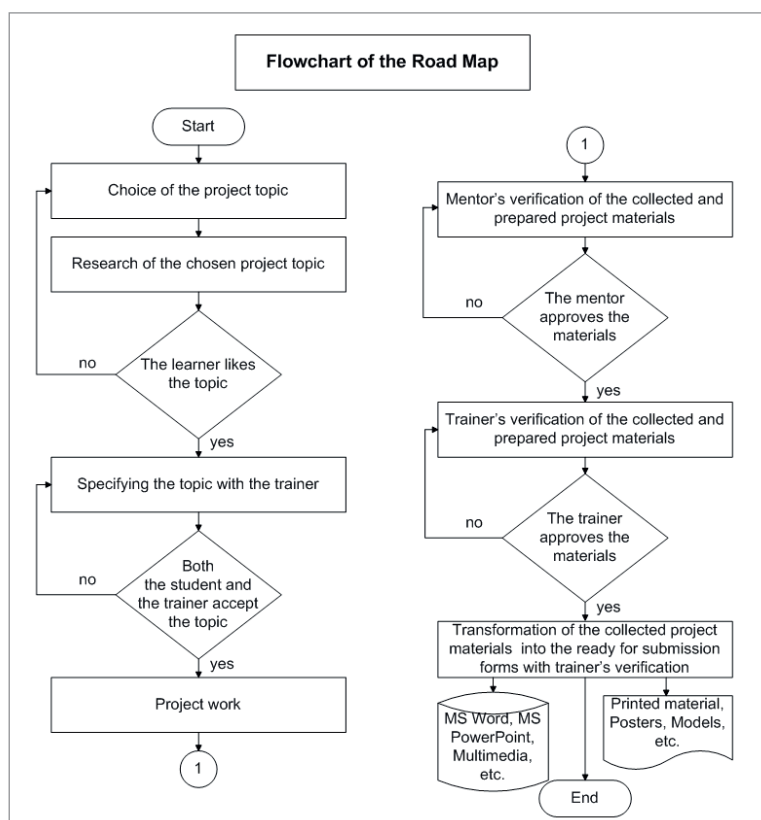 Flowchart of the Road Map
Start
Choice of the project topic
Research of the chosen project topic
The learner likes
the topic
no
yes
Specifying the topic with the trainer
Both
the student and
the trainer accept
the topic
no
yes
Project work
1
1
Mentor's verification of the collected and
prepared project materials
The mentor
approves the
materials
no
yes
Trainer's verification of the collected and
prepared project materials
The trainer
approves the
materials
no
yes
Transformation of the collected project
materials into the ready for submission
forms with trainer's verification
MS Word, MS
PowerPoint,
Multimedia,
etc.
Printed material,
Posters, Models,
etc.
End